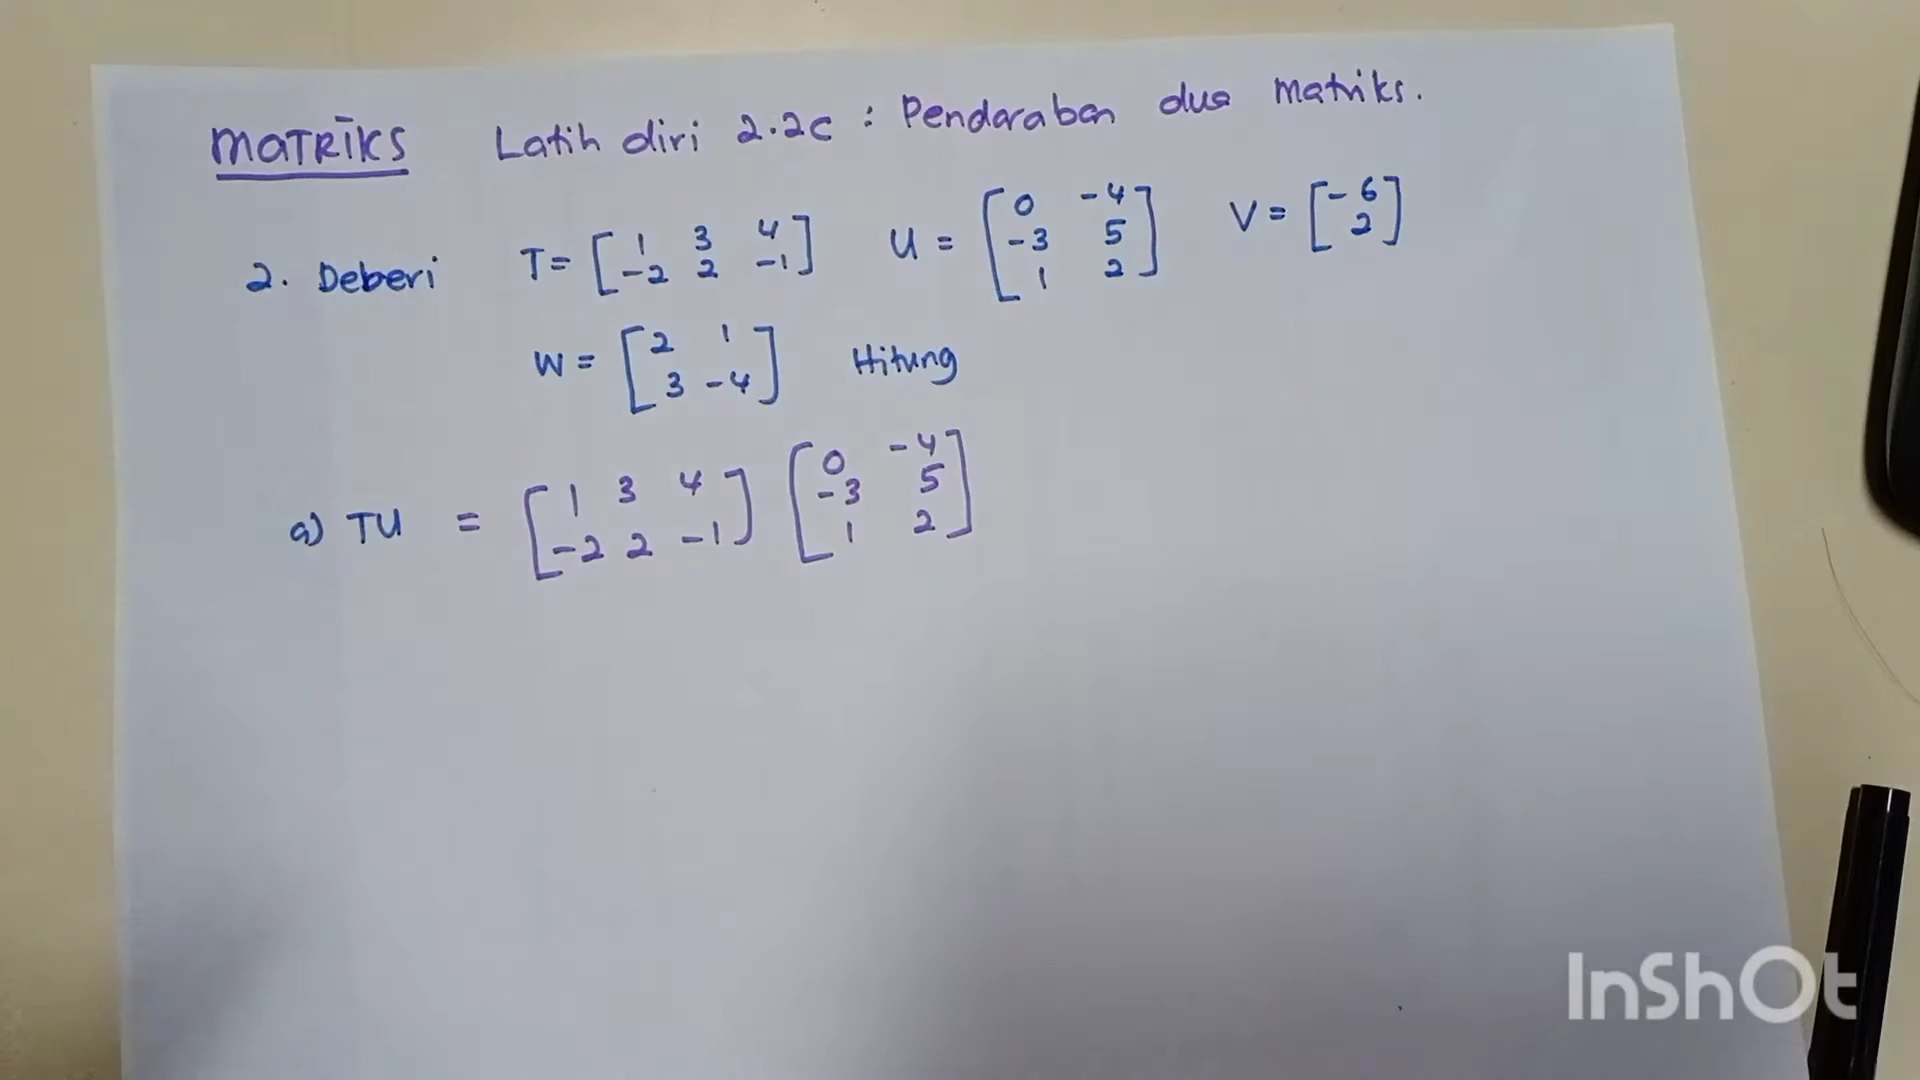 MATRIKS Latih diri 2.2c : Pendaraban dua matriks.
2. Deberi T = [1 3 4; -2 2 -1] U = [0 -4; -3 5; 1 2] V = [-6; 2]
W = [2 1; 3 -4] Hitung
a) TU = [1 3 4; -2 2 -1] [0 -4; -3 5; 1 2]
InShOt